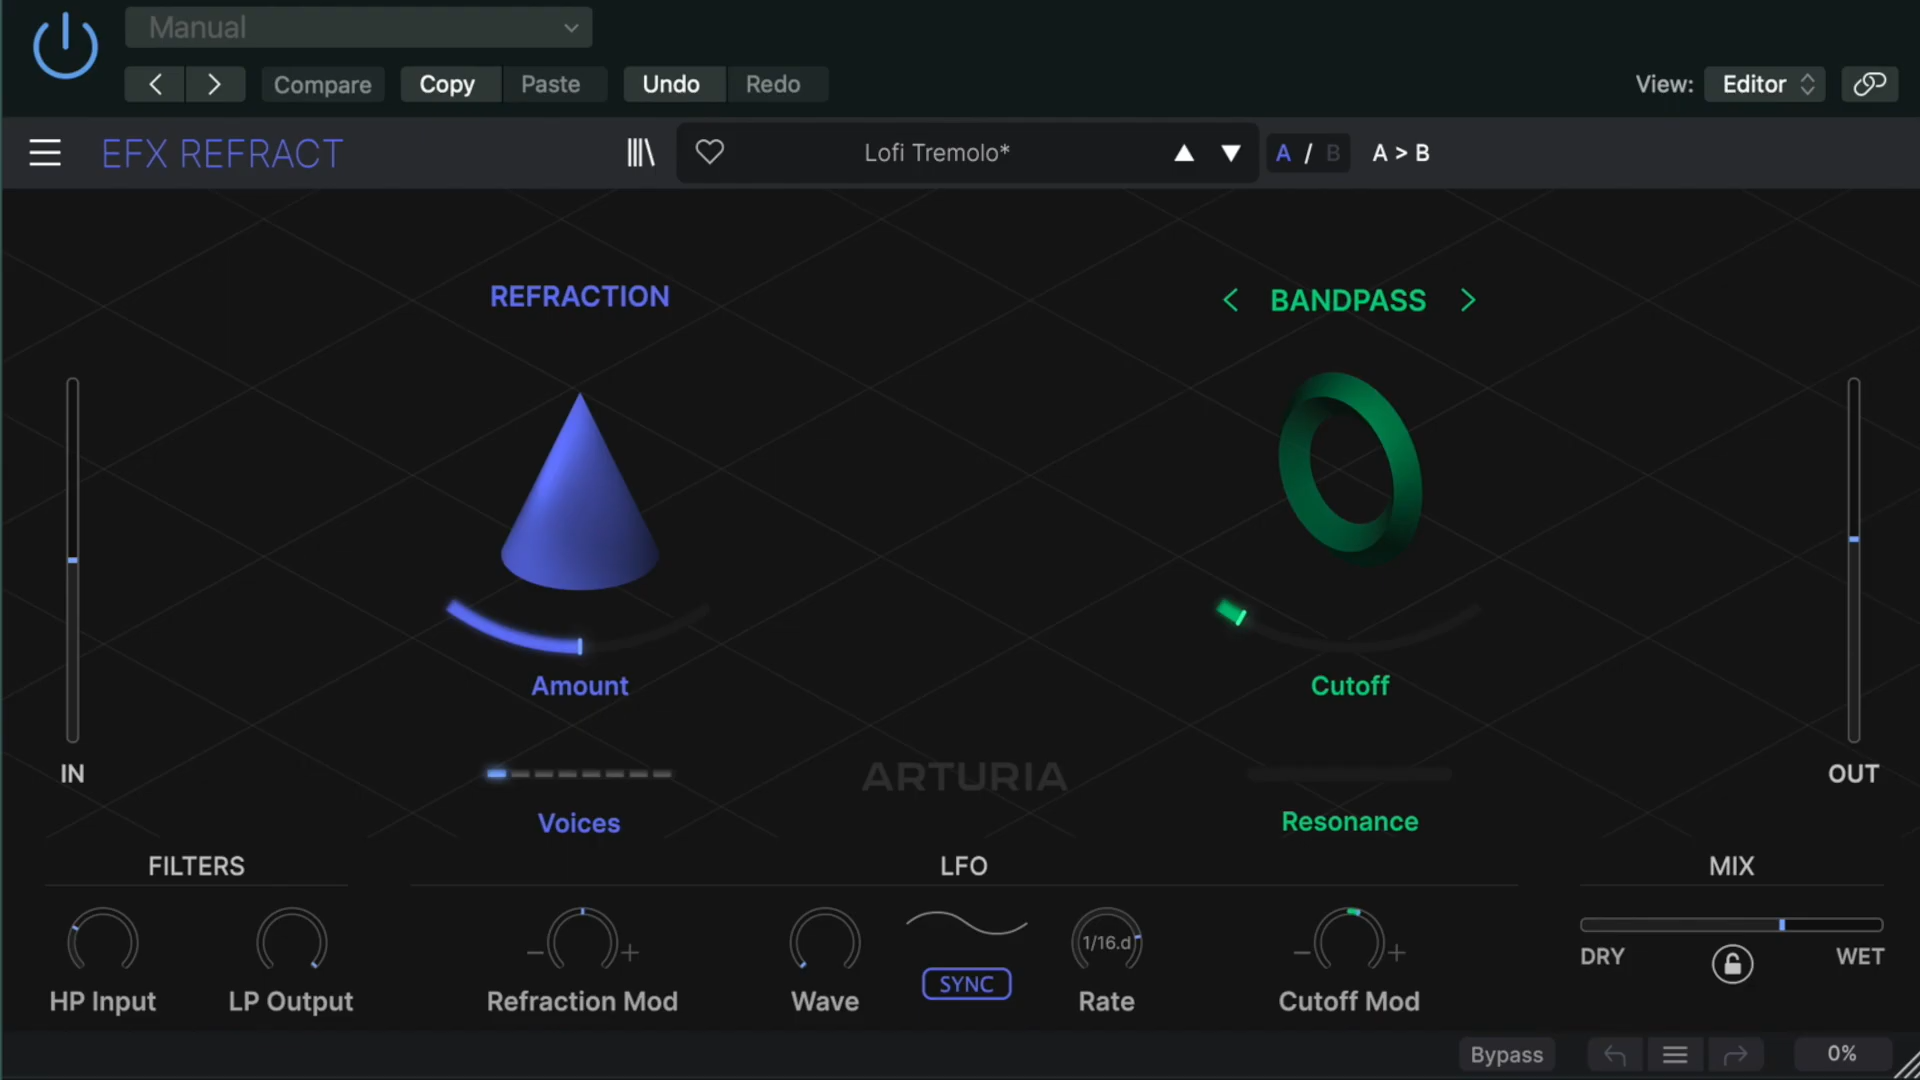 Manual
Compare Copy Paste Undo Redo View: Editor
EFX REFRACT Lofi Tremolo* A / B A > B
REFRACTION
< BANDPASS >
Amount
Cutoff
IN
ARTURIA
OUT
Voices
Resonance
FILTERS LFO MIX
1/16.d
DRY WET
SYNC
HP Input LP Output Refraction Mod Wave Rate Cutoff Mod
Bypass 0%